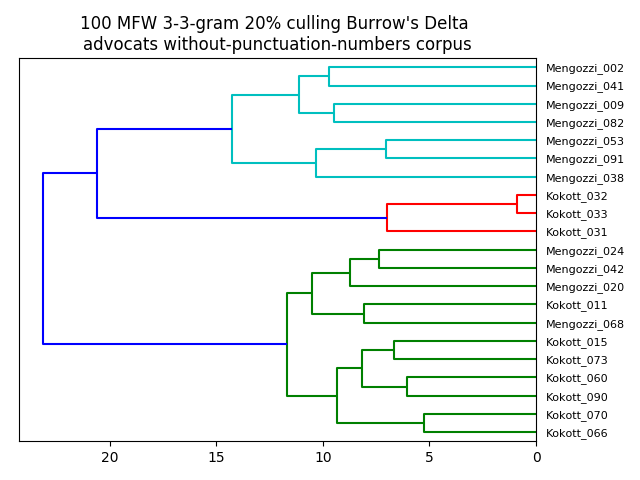 100 MFW 3-3-gram 20% culling Burrow's Delta
advocats without-punctuation-numbers corpus
Mengozzi_002
Mengozzi_041
Mengozzi_009
Mengozzi_082
Mengozzi_053
Mengozzi_091
Mengozzi_038
Kokott_032
Kokott_033
Kokott_031
Mengozzi_024
Mengozzi_042
Mengozzi_020
Kokott_011
Mengozzi_068
Kokott_015
Kokott_073
Kokott_060
Kokott_090
Kokott_070
Kokott_066
20 15 10 5 0